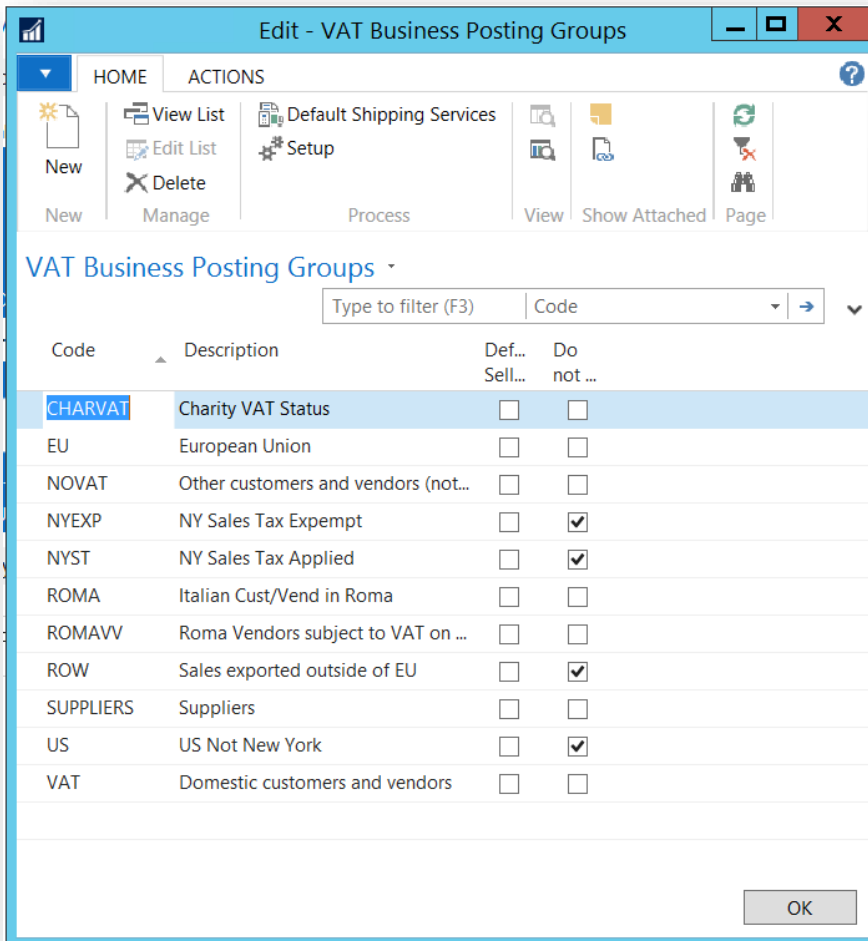 Edit - VAT Business Posting Groups
HOME ACTIONS
New
View List
Edit List
Delete
Default Shipping Services
Setup
New Manage Process View Show Attached Page
VAT Business Posting Groups
Type to filter (F3) Code
Code Description Def... Sell... Do not ...
CHARVAT Charity VAT Status
EU European Union
NOVAT Other customers and vendors (not...
NYEXP NY Sales Tax Expempt
NYST NY Sales Tax Applied
ROMA Italian Cust/Vend in Roma
ROMAVV Roma Vendors subject to VAT on ...
ROW Sales exported outside of EU
SUPPLIERS Suppliers
US US Not New York
VAT Domestic customers and vendors
OK